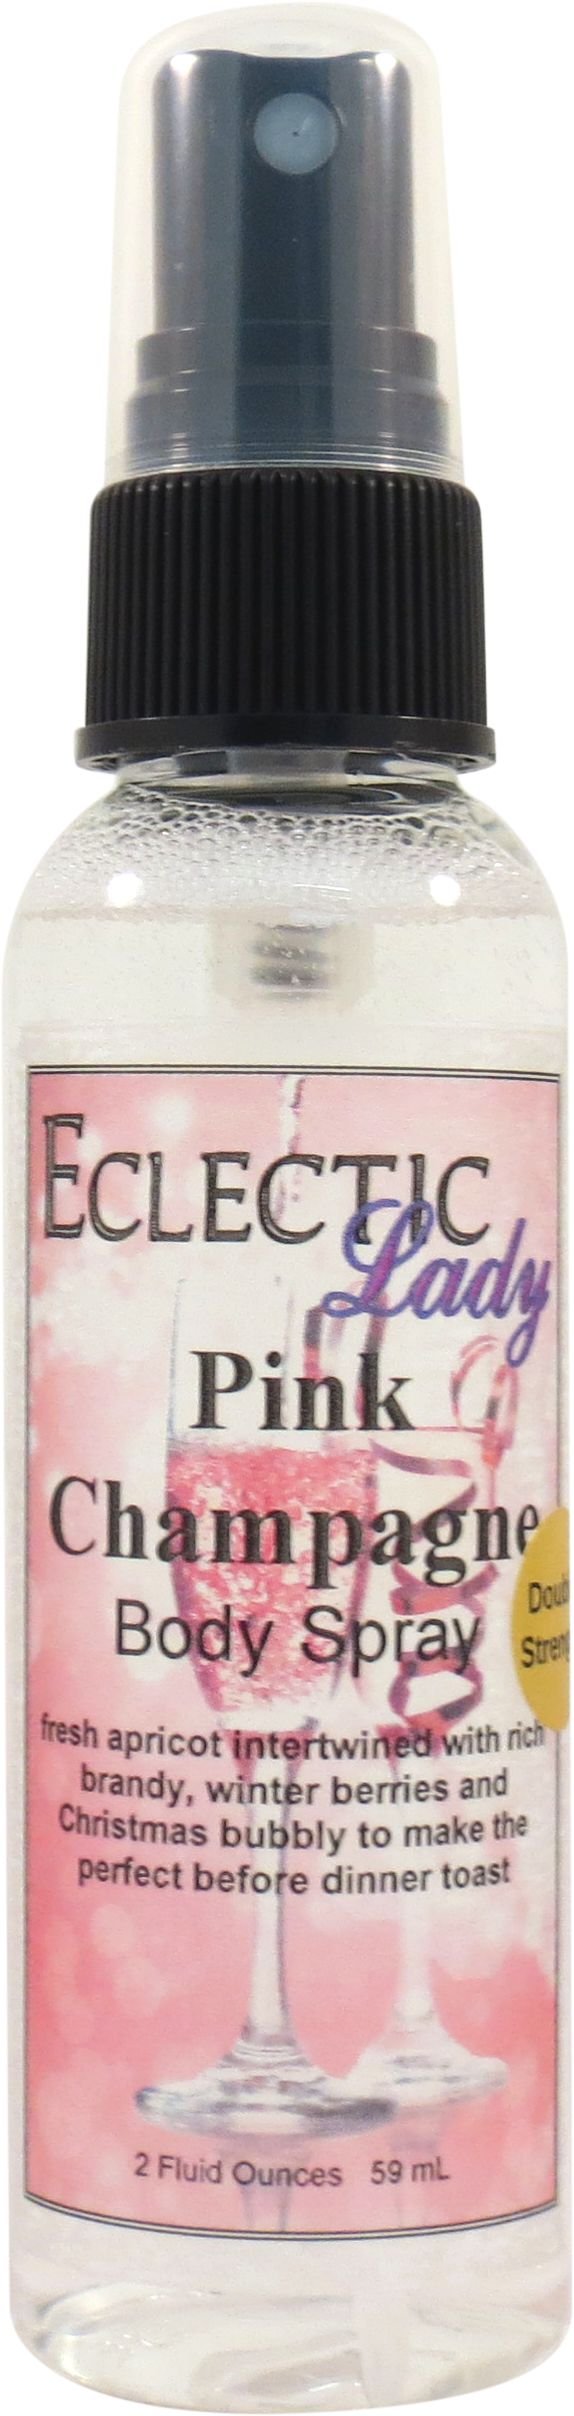 ECLECTIC
Lady
Pink
Champagne
Body Spray
fresh apricot intertwined with rich
brandy, winter berries and
Christmas bubbly to make the
perfect before dinner toast
2 Fluid Ounces 59 mL